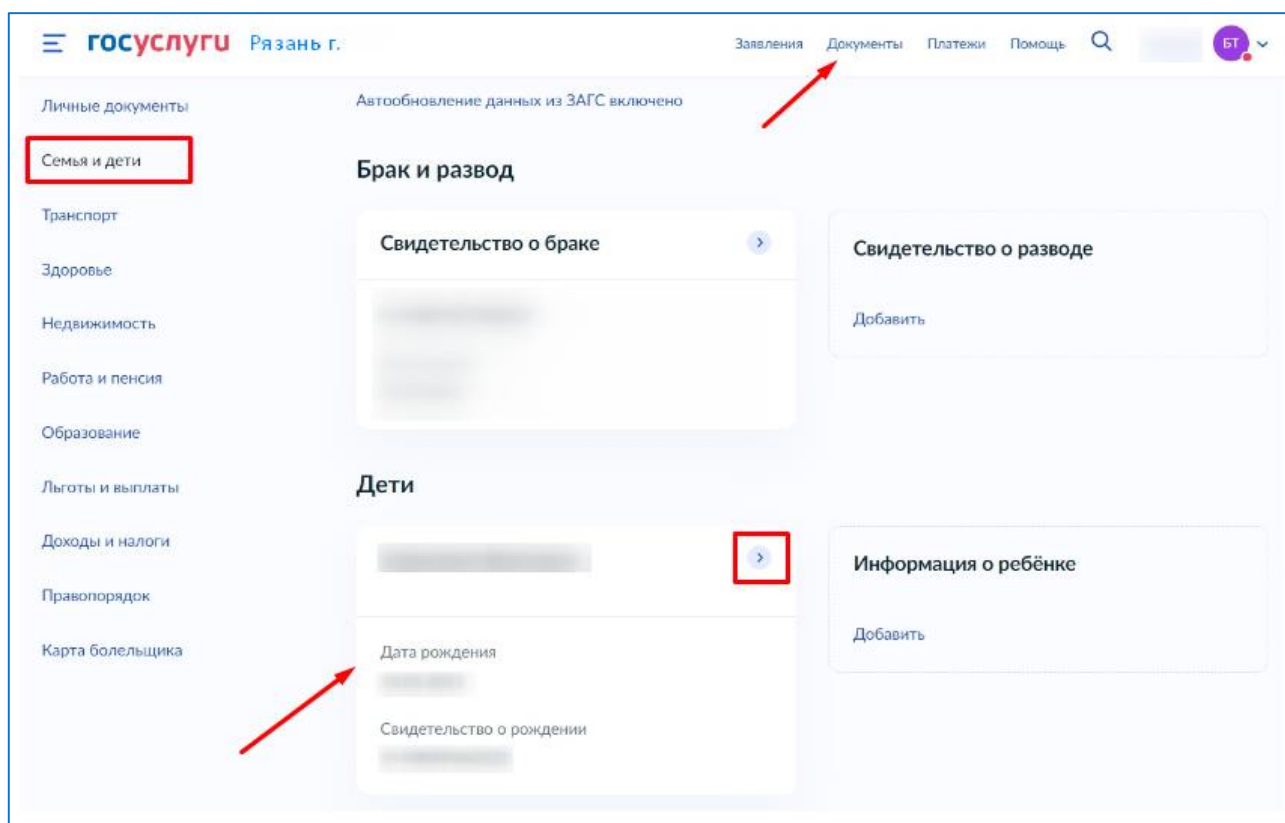 госуслуги Рязань г.
Заявления Документы Платежи Помощь
БТ
Личные документы
Семья и дети
Транспорт
Здоровье
Недвижимость
Работа и пенсия
Образование
Льготы и выплаты
Доходы и налоги
Правопорядок
Карта болельщика
Автообновление данных из ЗАГС включено
Брак и развод
Свидетельство о браке
Свидетельство о разводе
Добавить
Дети
Дата рождения
Свидетельство о рождении
Информация о ребёнке
Добавить